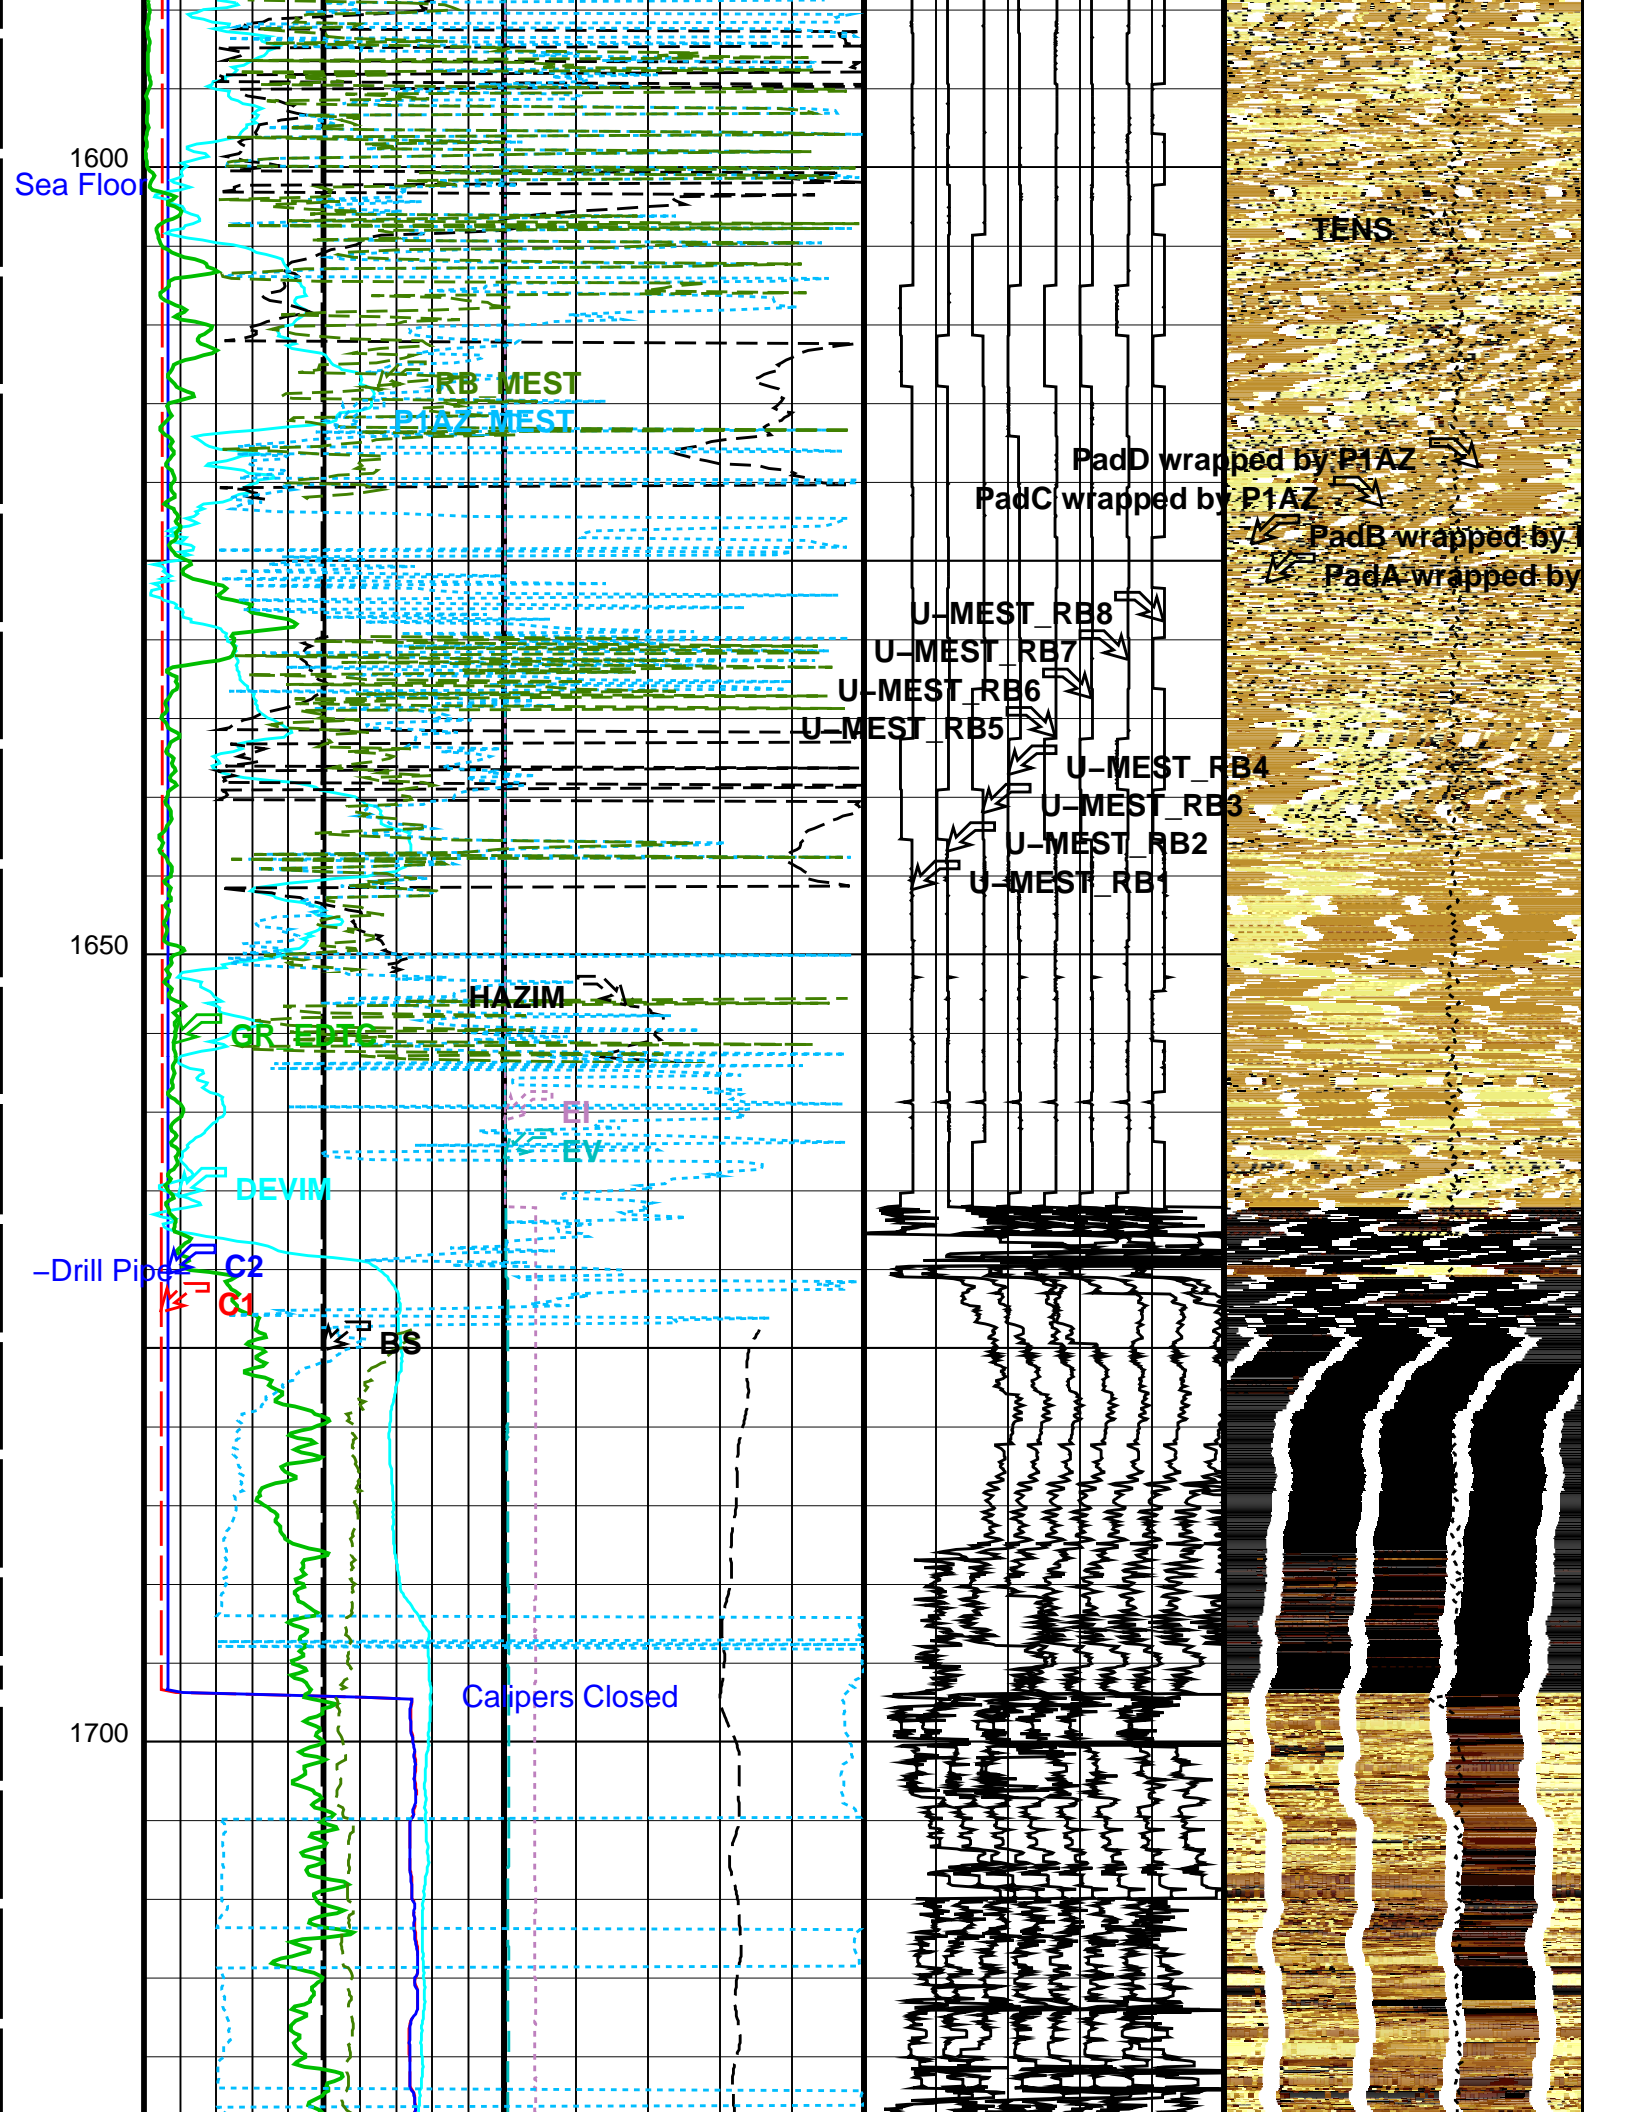 1600
Sea Floor
TENS
RB_MEST
P1AZ_MEST
PadD wrapped by P1AZ
PadC wrapped by P1AZ
PadB wrapped by
PadA wrapped by
U–MEST_RB8
U–MEST_RB7
U–MEST_RB6
U–MEST_RB5
U–MEST_RB4
U–MEST_RB3
U–MEST_RB2
U–MEST_RB1
1650
HAZIM
GR_EDTC
EI
EV
DEVIM
–Drill Pipe–
C2
C1
BS
Calipers Closed
1700